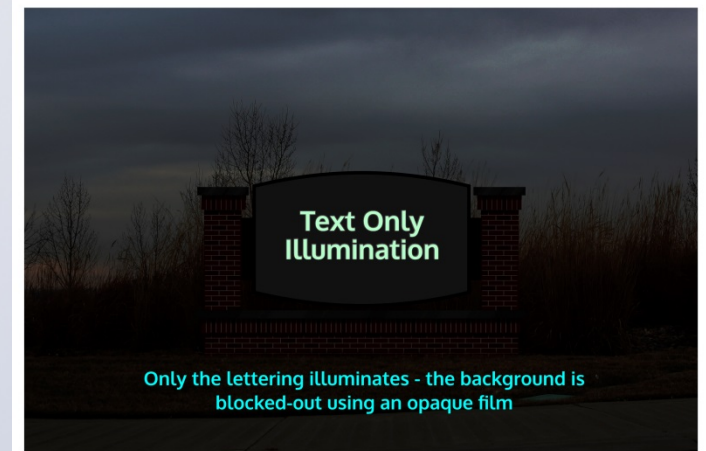 Text Only
Illumination
Only the lettering illuminates - the background is
blocked-out using an opaque film